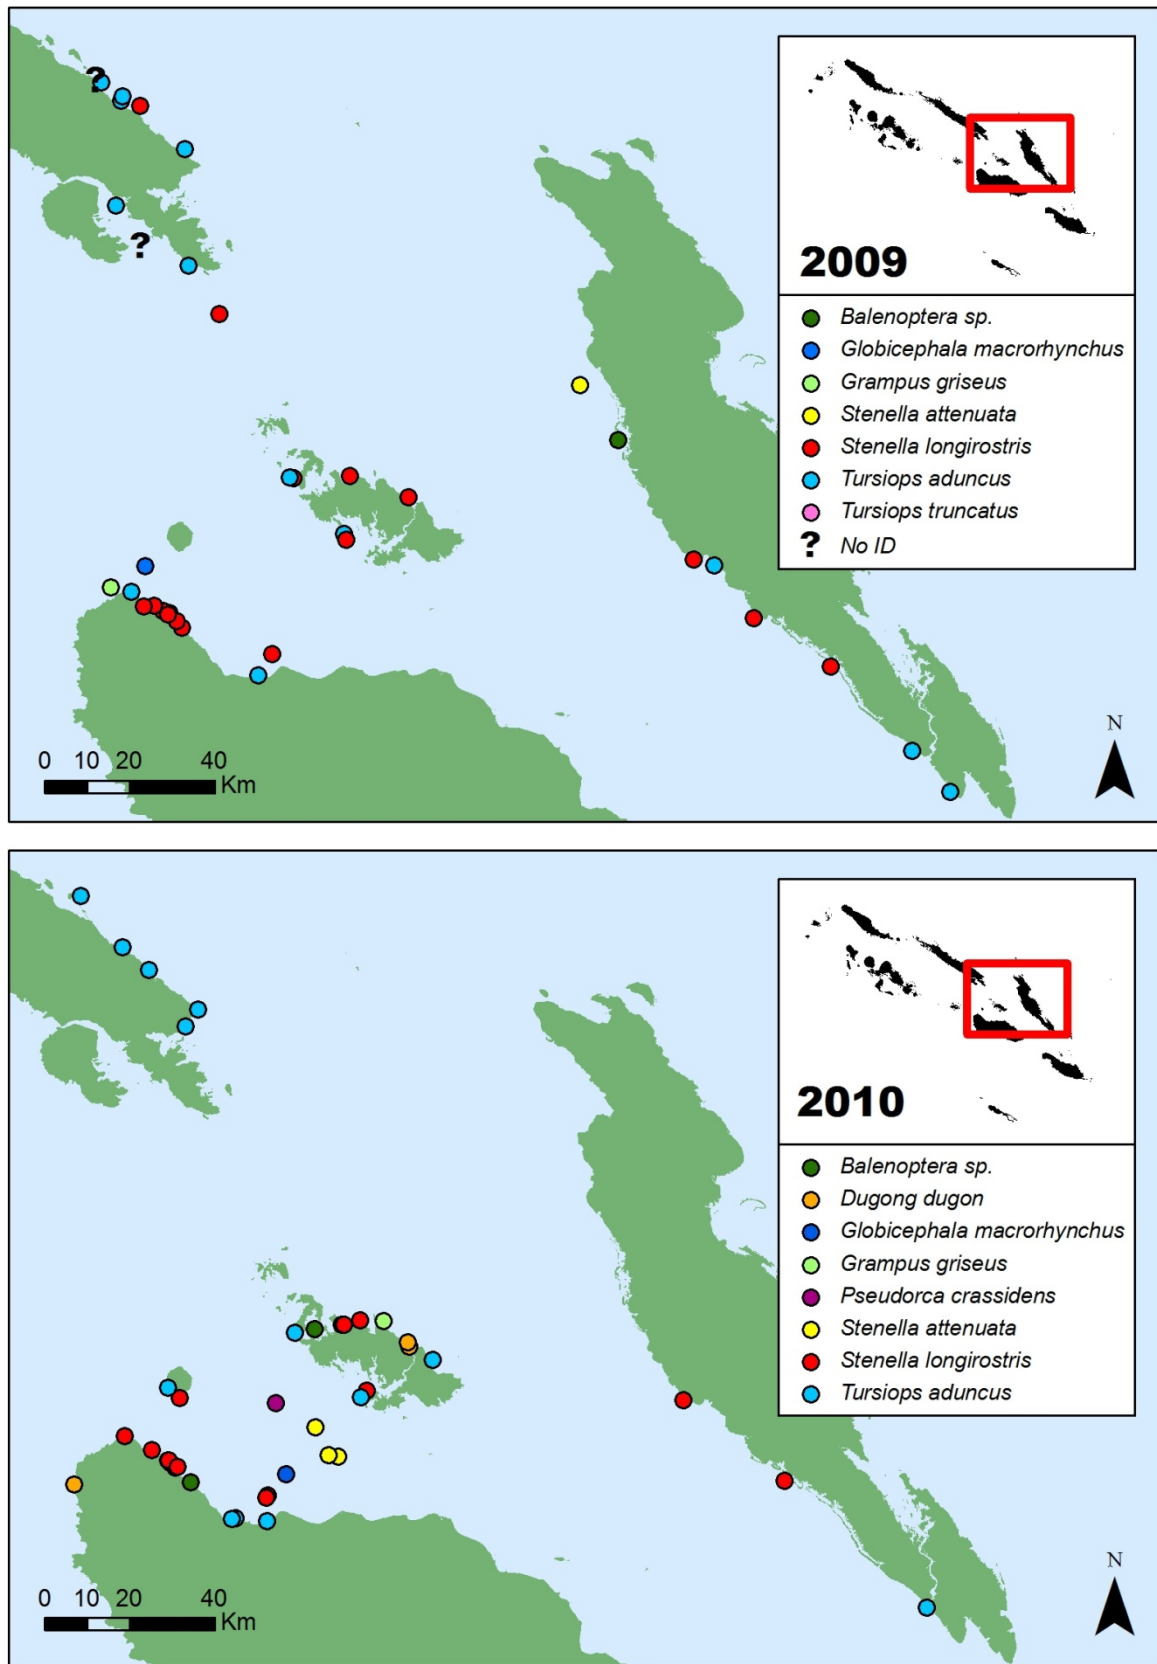 ?
?
2009
Balenoptera sp.
Globicephala macrorhynchus
Grampus griseus
Stenella attenuata
Stenella longirostris
Tursiops aduncus
Tursiops truncatus
? No ID
0 10 20 40
Km
N
2010
Balenoptera sp.
Dugong dugon
Globicephala macrorhynchus
Grampus griseus
Pseudorca crassidens
Stenella attenuata
Stenella longirostris
Tursiops aduncus
0 10 20 40
Km
N